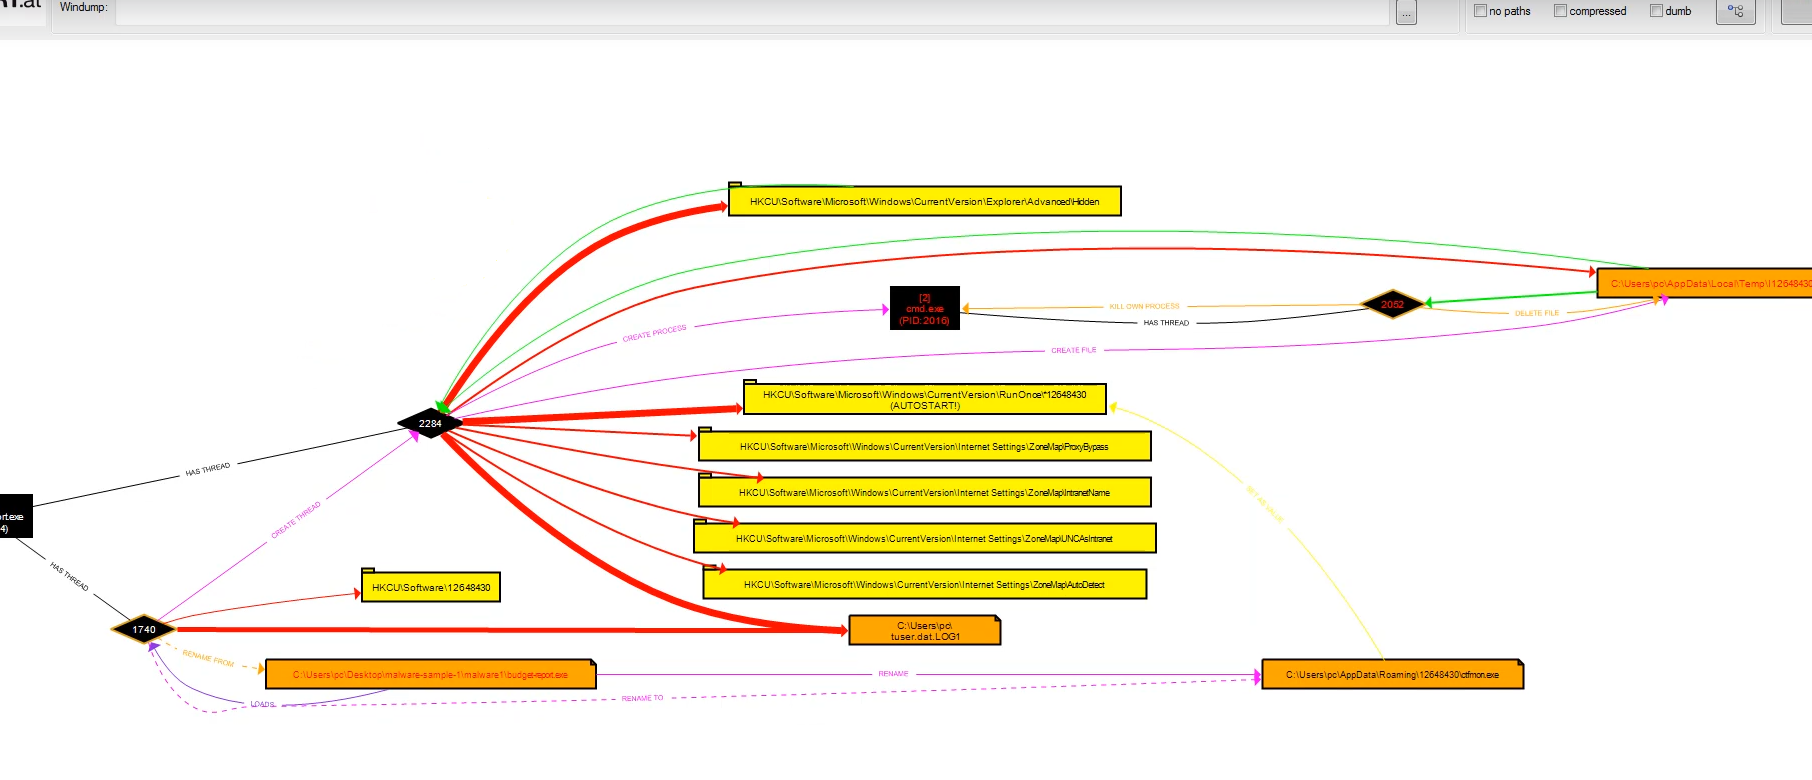 .at
Windump:
...
no paths
compressed
dumb
HKCU\Software\Microsoft\Windows\CurrentVersion\Explorer\Advanced\Hidden
C:\Users\pc\AppData\Local\Temp\12648430
[2]
cmd.exe
(PID:2016)
KILL OWN PROCESS
HAS THREAD
2052
DELETE FILE
CREATE PROCESS
CREATE FILE
HKCU\Software\Microsoft\Windows\CurrentVersion\RunOnce\*12648430
(AUTOSTART!)
2284
HKCU\Software\Microsoft\Windows\CurrentVersion\Internet Settings\ZoneMap\ProxyBypass
HAS THREAD
HKCU\Software\Microsoft\Windows\CurrentVersion\Internet Settings\ZoneMap\IntranetName
SET AS VALUE
CREATE THREAD
ort.exe
4)
HKCU\Software\Microsoft\Windows\CurrentVersion\Internet Settings\ZoneMap\UNCAsIntranet
HAS THREAD
HKCU\Software\12648430
HKCU\Software\Microsoft\Windows\CurrentVersion\Internet Settings\ZoneMap\AutoDetect
1740
C:\Users\pc\
tuser.dat.LOG1
RENAME FROM
C:\Users\pc\Desktop\malware-sample-1\malware1\budget-report.exe
RENAME
C:\Users\pc\AppData\Roaming\12648430\ctfmon.exe
LOADS
RENAME TO